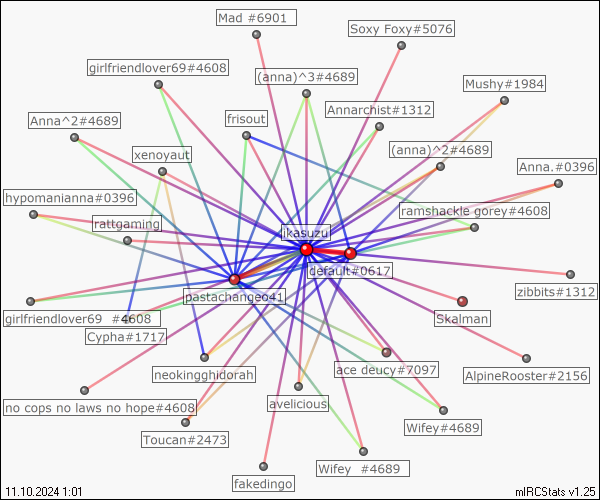 Mad #6901
Soxy Foxy#5076
girlfriendlover69#4608
(anna)^3#4689
Mushy#1984
Annarchist#1312
frisout
Anna^2#4689
(anna)^2#4689
xenoyaut
Anna.#0396
hypomanianna#0396
ramshackle gorey#4608
rattgaming
ikasuzu
default#0617
zibbits#1312
pastachangeo41
girlfriendlover69  #4608
Skalman
Cypha#1717
ace deucy#7097
neokingghidorah
AlpineRooster#2156
avelicious
no cops no laws no hope#4608
Wifey#4689
Toucan#2473
Wifey  #4689
fakedingo
11.10.2024 1:01
mIRCStats v1.25